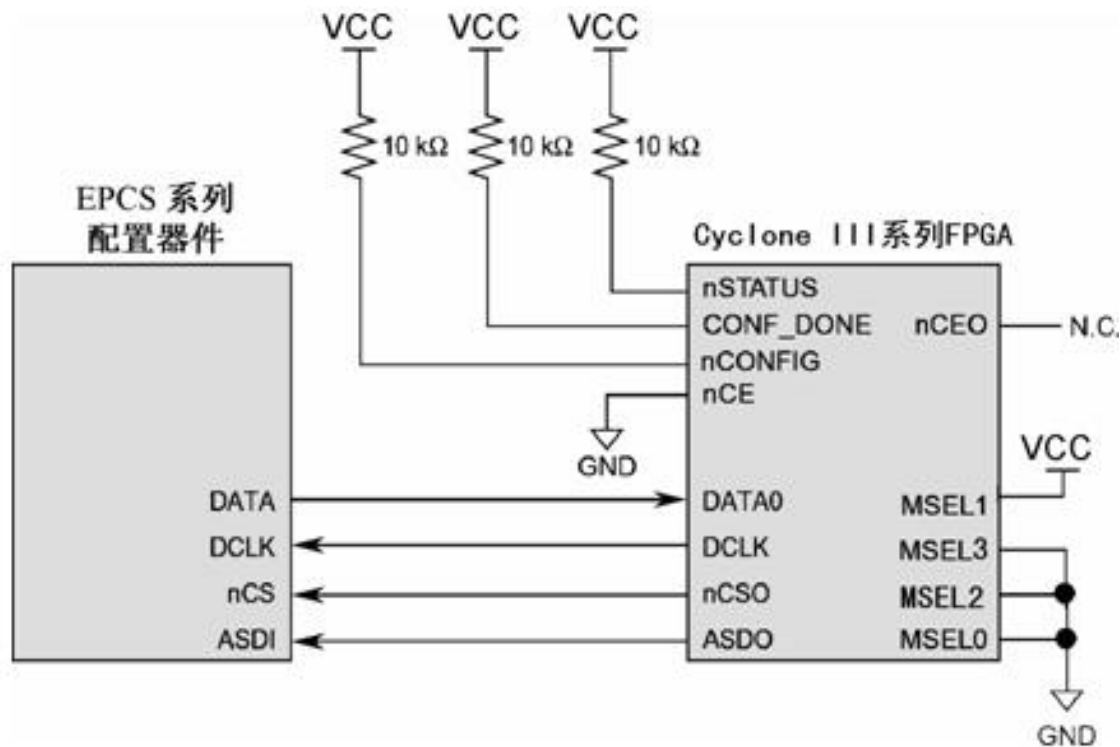 VCC VCC VCC
10 kΩ 10 kΩ 10 kΩ
EPCS 系列
配置器件
Cyclone III系列FPGA
nSTATUS
CONF_DONE
nCEO
N.C.
nCONFIG
nCE
GND
VCC
DATA
DATA0
MSEL1
DCLK
DCLK
MSEL3
nCS
nCSO
MSEL2
ASDI
ASDO
MSEL0
GND